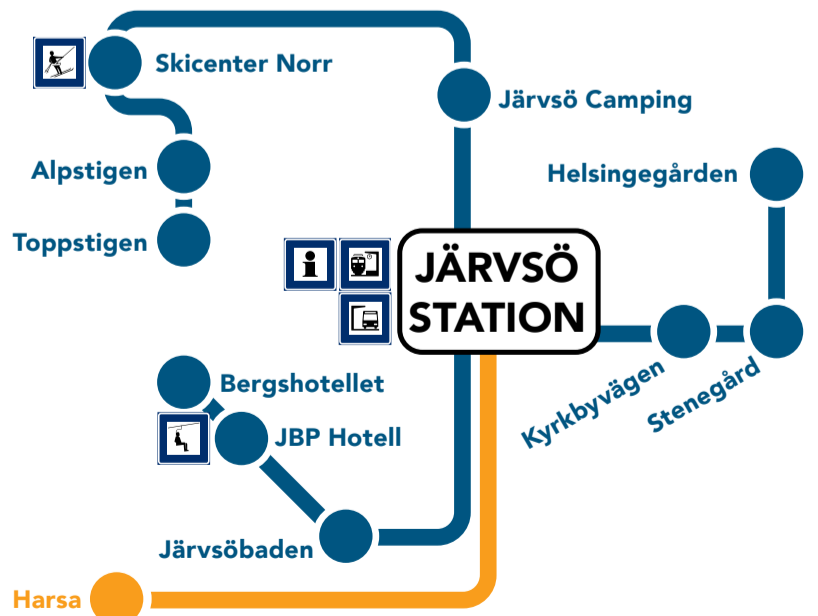 Skicenter Norr
Järvsö Camping
Alpstigen
Helsingegården
Toppstigen
JÄRVSÖ
STATION
Kyrkbyvägen
Stenegård
Bergshotellet
JBP Hotell
Järvsöbaden
Harsa